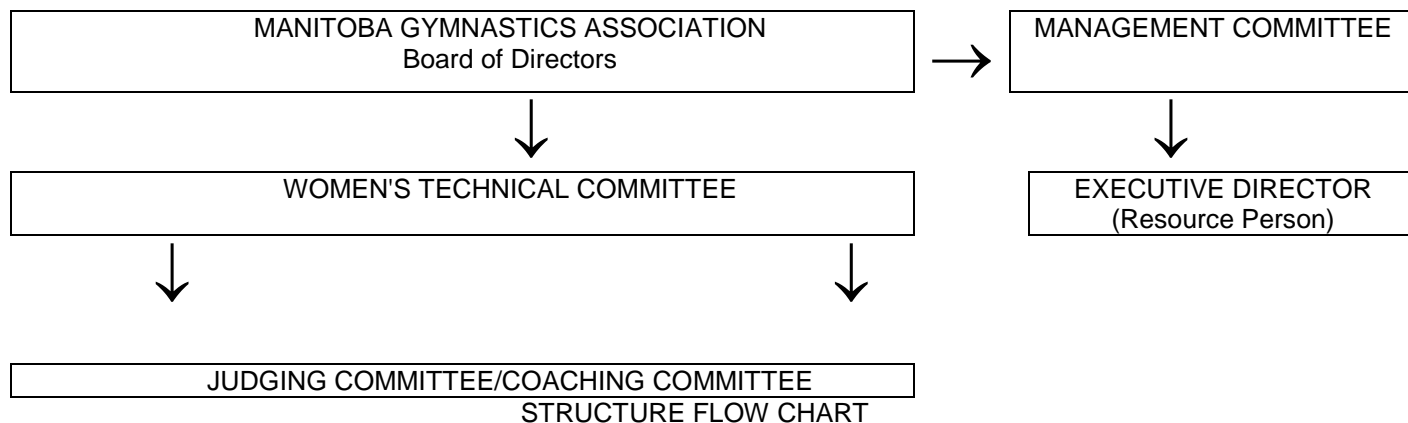 MANITOBA GYMNASTICS ASSOCIATION
Board of Directors
MANAGEMENT COMMITTEE
WOMEN'S TECHNICAL COMMITTEE
EXECUTIVE DIRECTOR
(Resource Person)
JUDGING COMMITTEE/COACHING COMMITTEE
STRUCTURE FLOW CHART